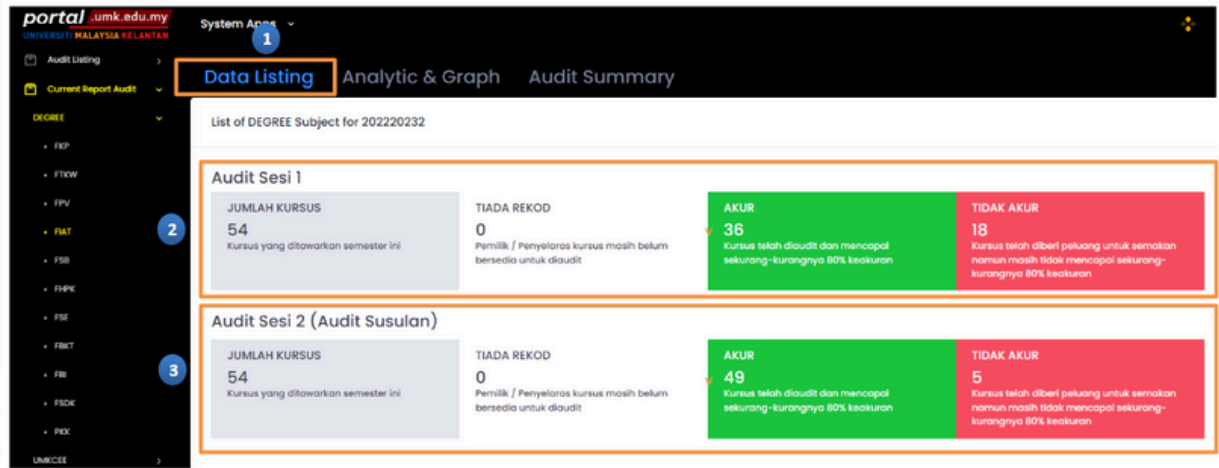 portal .umk.edu.my
UNIVERSITI MALAYSIA KELANTAN
System Apps
1
Audit Listing
Current Report Audit
DEGREE
FKP
FTKW
FPV
FIAT
FSB
FHPK
FSE
FBKT
FBI
FSDK
PKK
UMKCEE
Data Listing Analytic & Graph Audit Summary
List of DEGREE Subject for 202220232
2
Audit Sesi 1
JUMLAH KURSUS
54
Kursus yang ditawarkan semester ini
TIADA REKOD
0
Pemilik / Penyelaras kursus masih belum
bersedia untuk diaudit
AKUR
36
Kursus telah diaudit dan mencapai
sekurang-kurangnya 80% keakuran
TIDAK AKUR
18
Kursus telah diberi peluang untuk semakan
namun masih tidak mencapai sekurang-
kurangnya 80% keakuran
3
Audit Sesi 2 (Audit Susulan)
JUMLAH KURSUS
54
Kursus yang ditawarkan semester ini
TIADA REKOD
0
Pemilik / Penyelaras kursus masih belum
bersedia untuk diaudit
AKUR
49
Kursus telah diaudit dan mencapai
sekurang-kurangnya 80% keakuran
TIDAK AKUR
5
Kursus telah diberi peluang untuk semakan
namun masih tidak mencapai sekurang-
kurangnya 80% keakuran